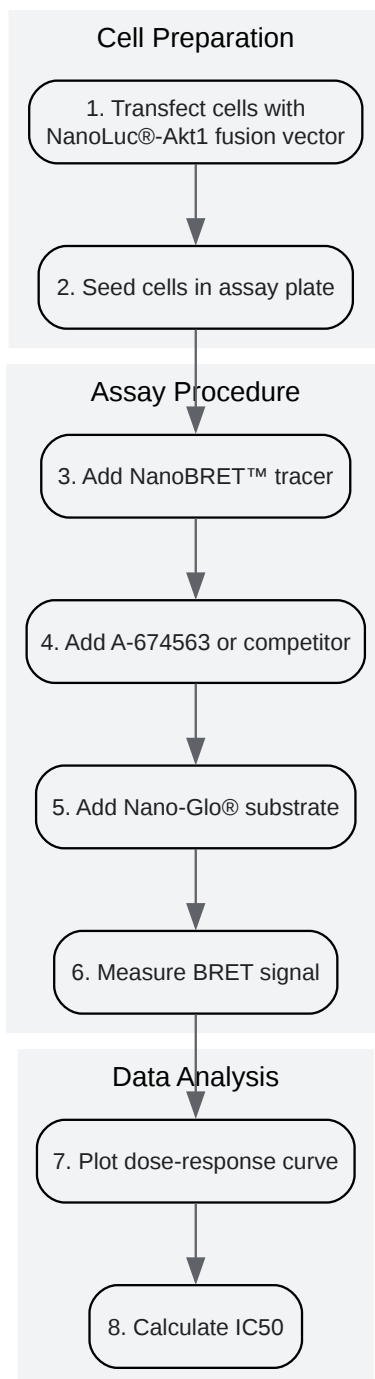 Cell Preparation
1. Transfect cells with
NanoLuc®-Akt1 fusion vector
2. Seed cells in assay plate
Assay Procedure
3. Add NanoBRET™ tracer
4. Add A-674563 or competitor
5. Add Nano-Glo® substrate
6. Measure BRET signal
Data Analysis
7. Plot dose-response curve
8. Calculate IC50